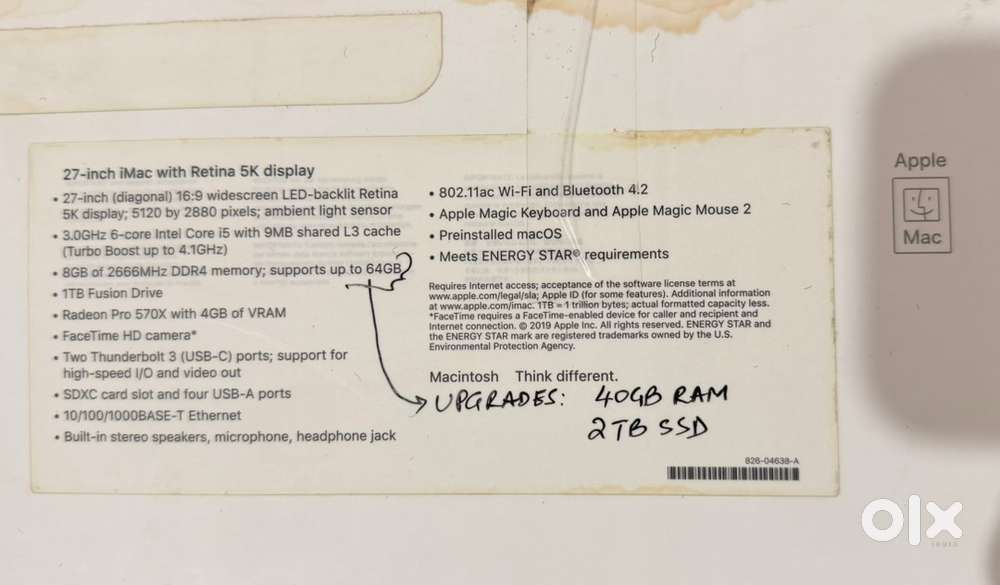 27-inch iMac with Retina 5K display
• 27-inch (diagonal) 16:9 widescreen LED-backlit Retina
5K display; 5120 by 2880 pixels; ambient light sensor
• 3.0GHz 6-core Intel Core i5 with 9MB shared L3 cache
(Turbo Boost up to 4.1GHz)
• 8GB of 2666MHz DDR4 memory; supports up to 64GB
• 1TB Fusion Drive
• Radeon Pro 570X with 4GB of VRAM
• FaceTime HD camera*
• Two Thunderbolt 3 (USB-C) ports; support for
high-speed I/O and video out
• SDXC card slot and four USB-A ports
• 10/100/1000BASE-T Ethernet
• Built-in stereo speakers, microphone, headphone jack
• 802.11ac Wi-Fi and Bluetooth 4.2
• Apple Magic Keyboard and Apple Magic Mouse 2
• Preinstalled macOS
• Meets ENERGY STAR® requirements
Requires Internet access; acceptance of the software license terms at
www.apple.com/legal/sla; Apple ID (for some features). Additional information
at www.apple.com/imac. 1TB = 1 trillion bytes; actual formatted capacity less.
*FaceTime requires a FaceTime-enabled device for caller and recipient and
Internet connection. © 2019 Apple Inc. All rights reserved. ENERGY STAR and
the ENERGY STAR mark are registered trademarks owned by the U.S.
Environmental Protection Agency.
Macintosh Think different.
UPGRADES: 40GB RAM
2TB SSD
826-04638-A
Apple
Mac
olx